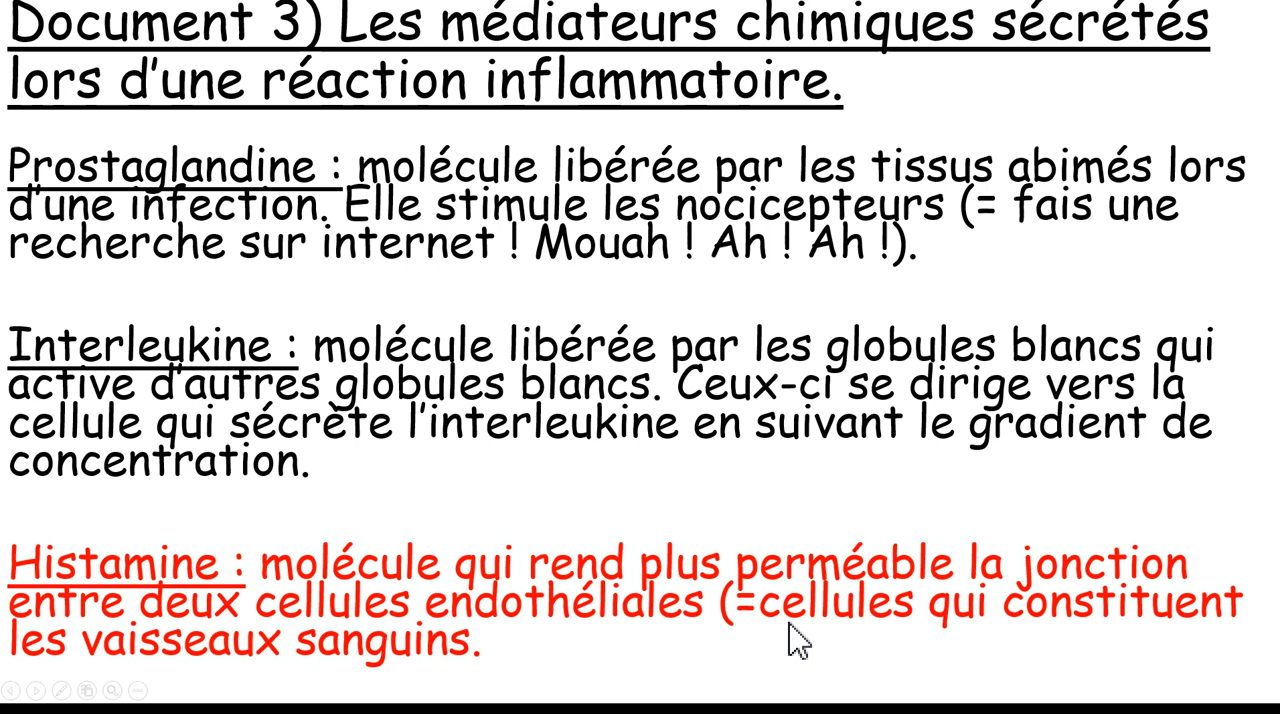 Document 3) Les médiateurs chimiques sécrétés
lors d’une réaction inflammatoire.
Prostaglandine : molécule libérée par les tissus abimés lors
d’une infection. Elle stimule les nocicepteurs (= fais une
recherche sur internet ! Mouah ! Ah ! Ah !).
Interleukine : molécule libérée par les globules blancs qui
active d’autres globules blancs. Ceux-ci se dirige vers la
cellule qui sécrète l’interleukine en suivant le gradient de
concentration.
Histamine : molécule qui rend plus perméable la jonction
entre deux cellules endothéliales (=cellules qui constituent
les vaisseaux sanguins.